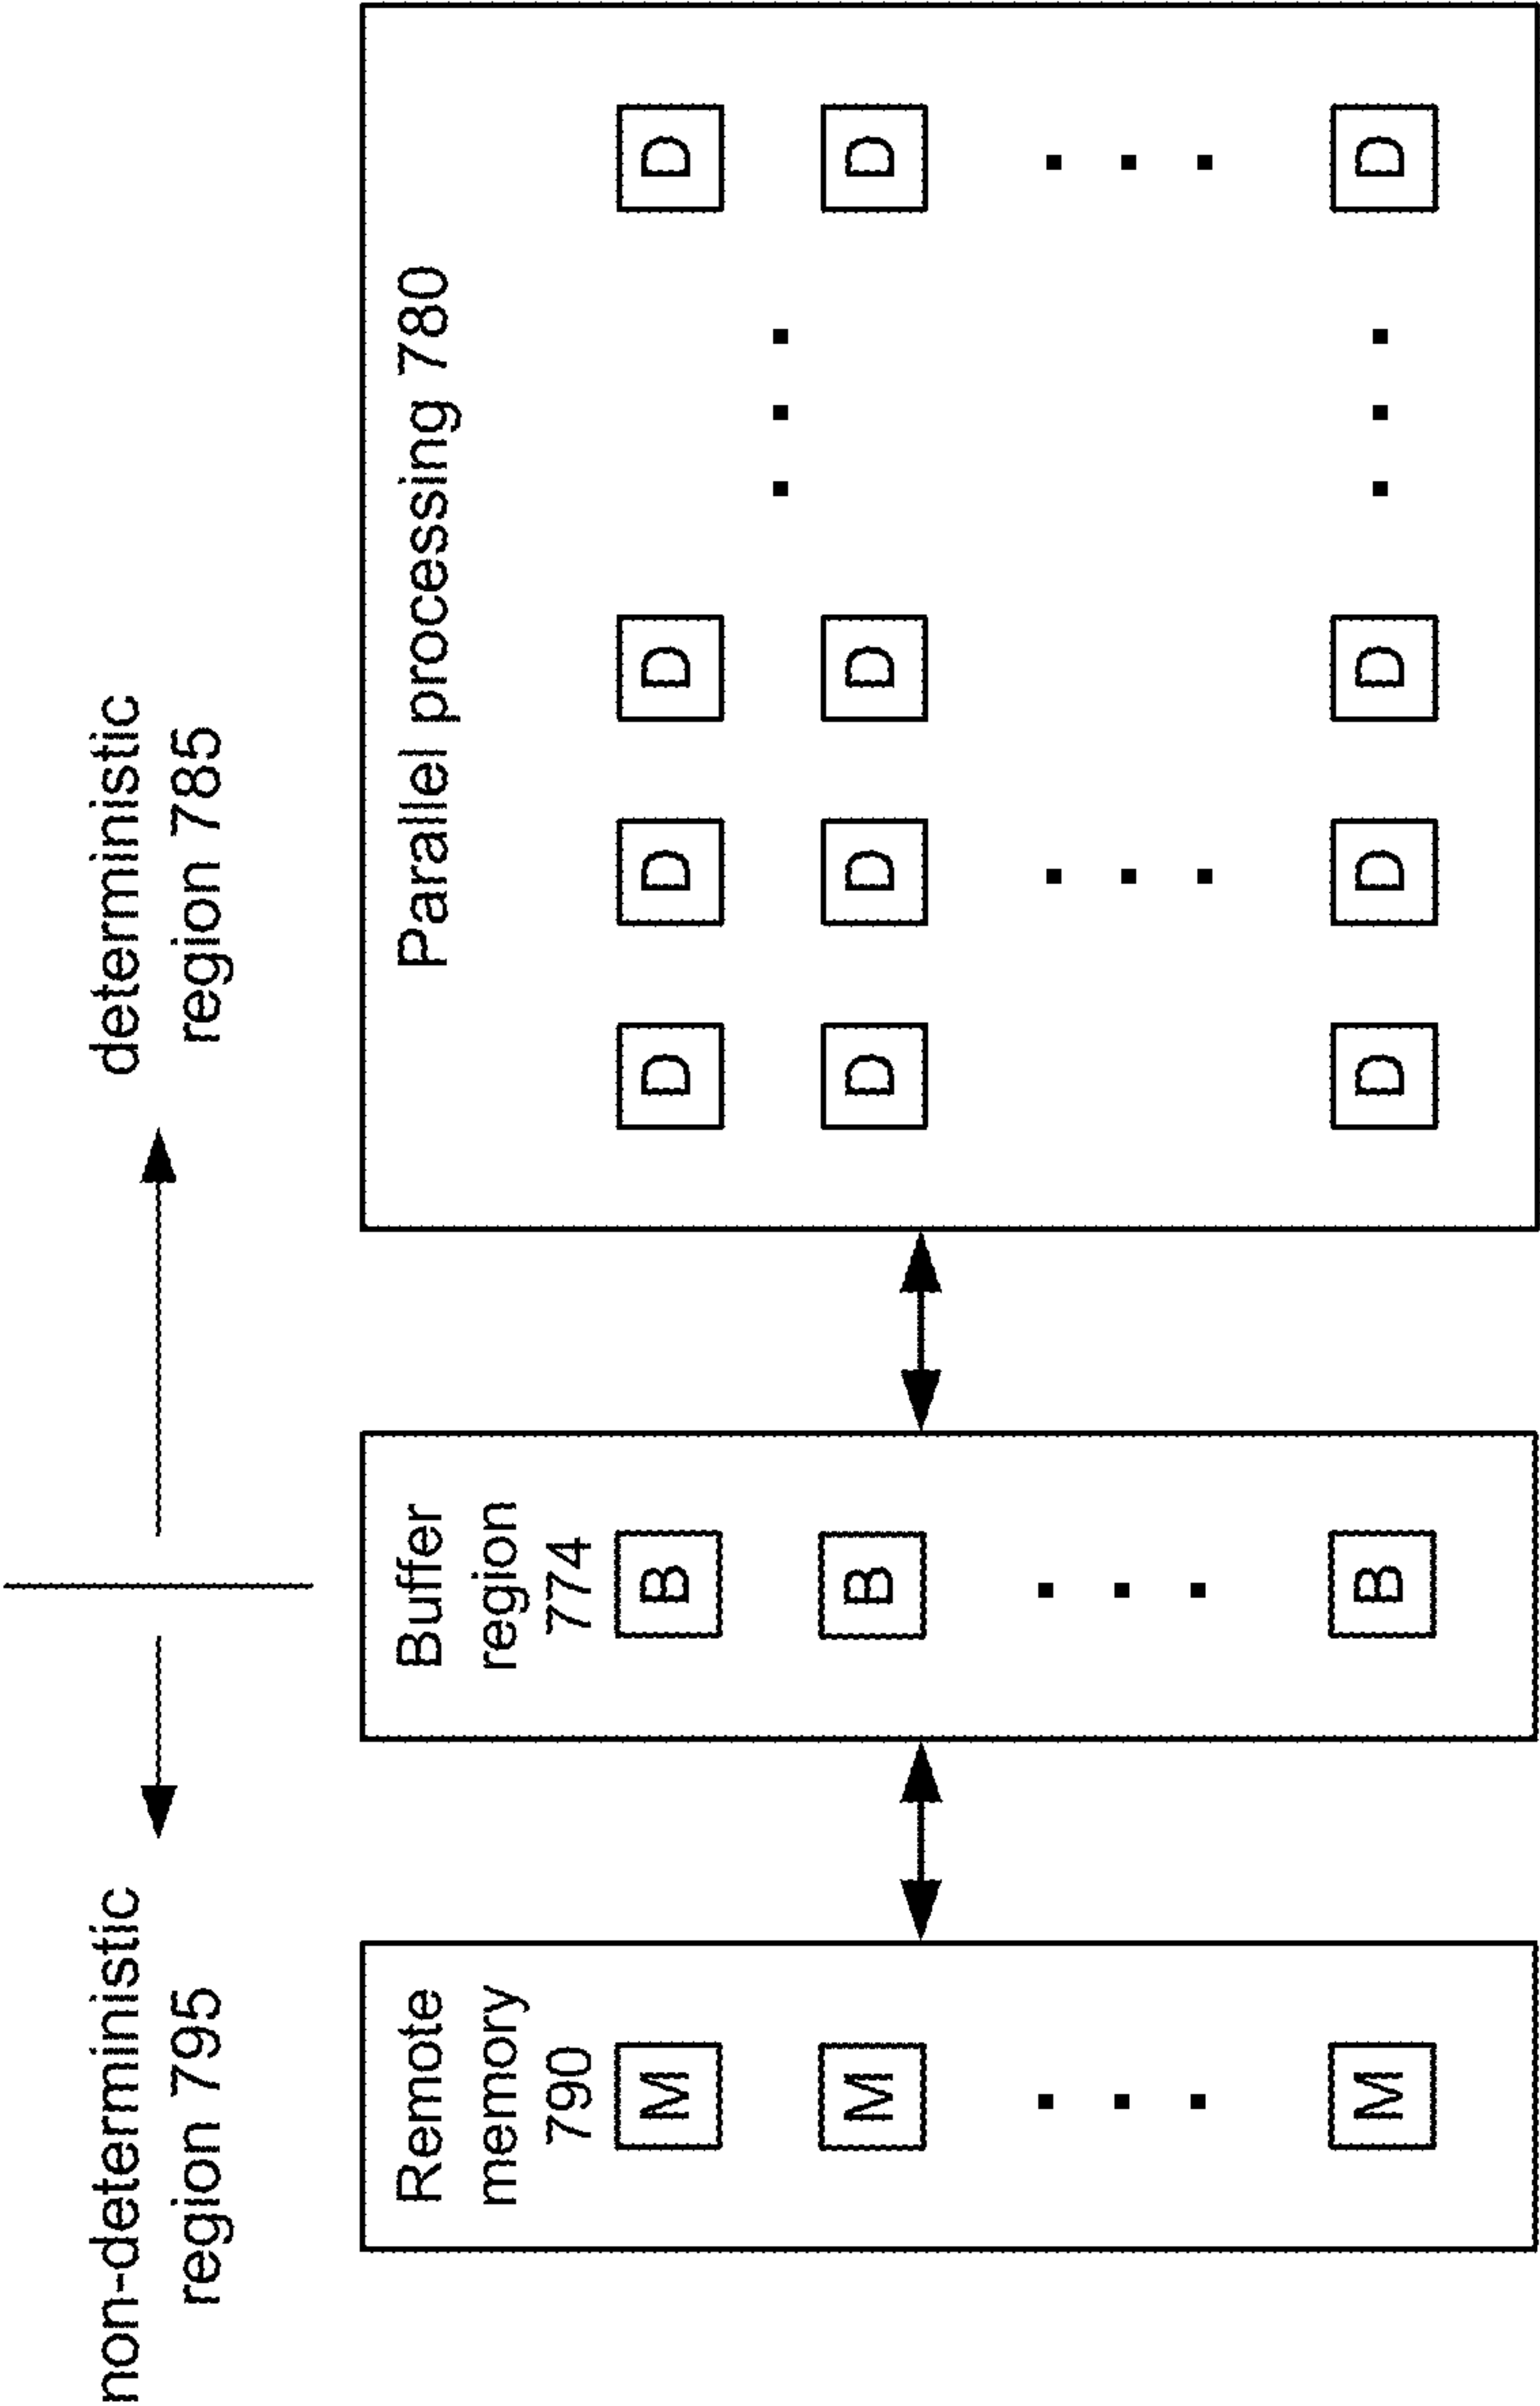 non-deterministic
region 795
deterministic
region 785
Remote
memory
790
M
M
M
Buffer
region
774
B
B
B
Parallel processing 780
D D D D
D D D D
D D D D